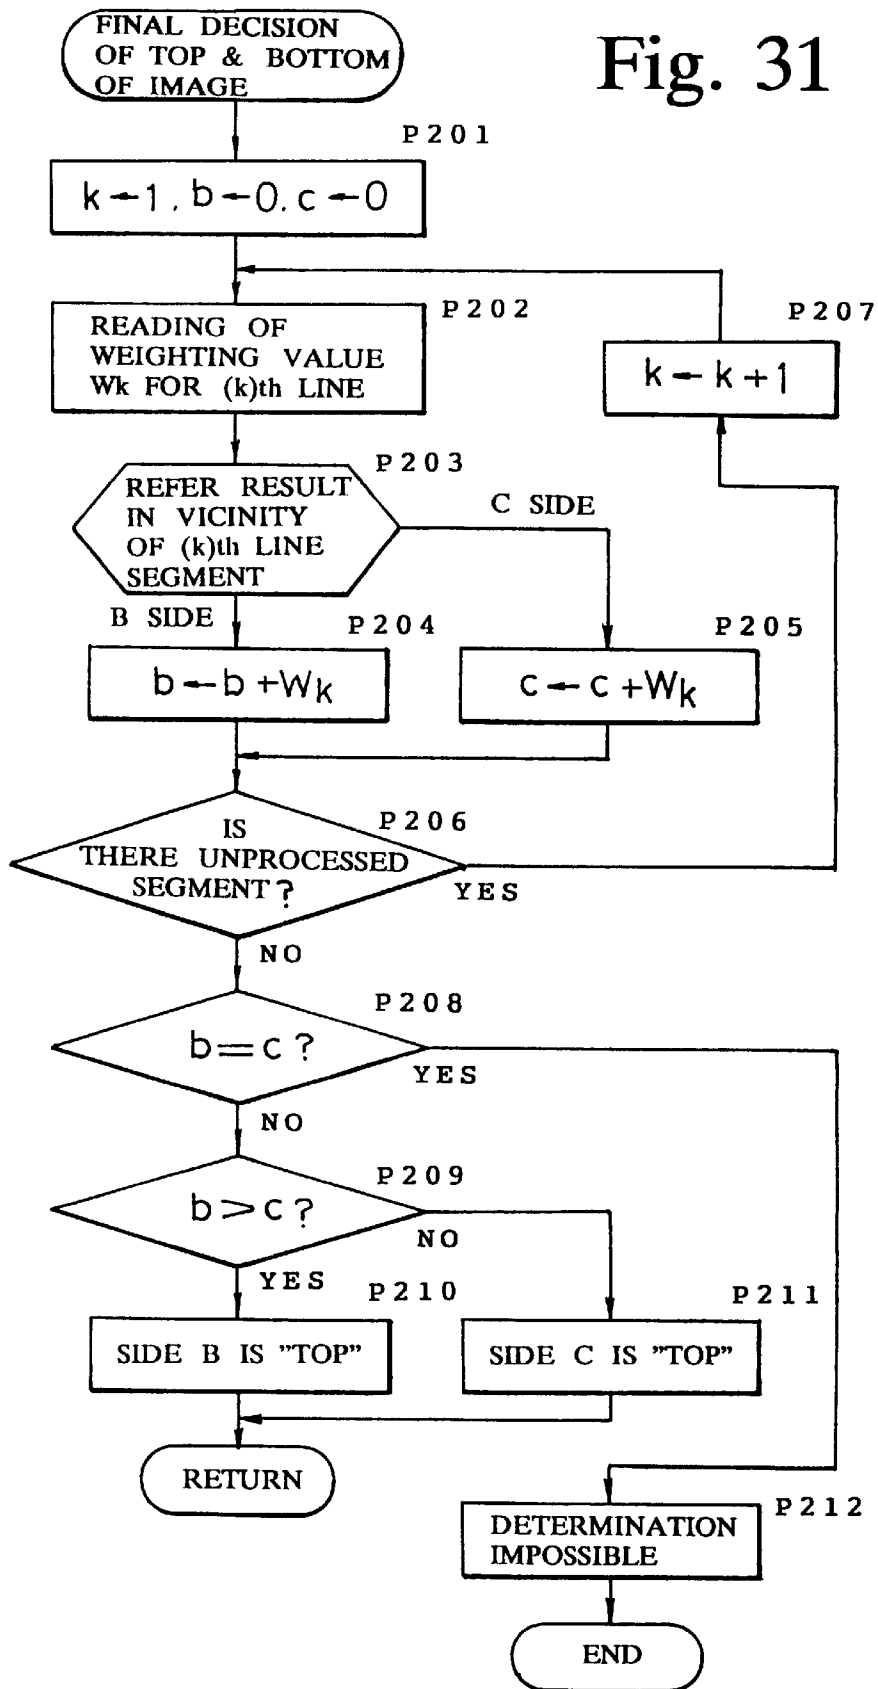 FINAL DECISION
OF TOP & BOTTOM
OF IMAGE
Fig. 31
P201
k←1, b←0, c←0
P202
READING OF
WEIGHTING VALUE
Wk FOR (k)th LINE
P207
k←k+1
P203
REFER RESULT
IN VICINITY
OF (k)th LINE
SEGMENT
C SIDE
B SIDE
P204
b←b+Wk
P205
c←c+Wk
P206
IS
THERE UNPROCESSED
SEGMENT?
YES
NO
P208
b=c?
YES
NO
P209
b>c?
NO
YES
P210
SIDE B IS "TOP"
P211
SIDE C IS "TOP"
RETURN
P212
DETERMINATION
IMPOSSIBLE
END